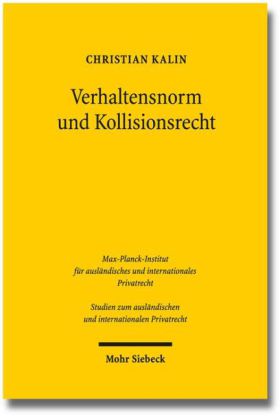 CHRISTIAN KALIN
Verhaltensnorm
und Kollisionsrecht
Max-Planck-Institut
für ausländisches und internationales
Privatrecht
Studien zum ausländischen
und internationalen Privatrecht
Mohr Siebeck